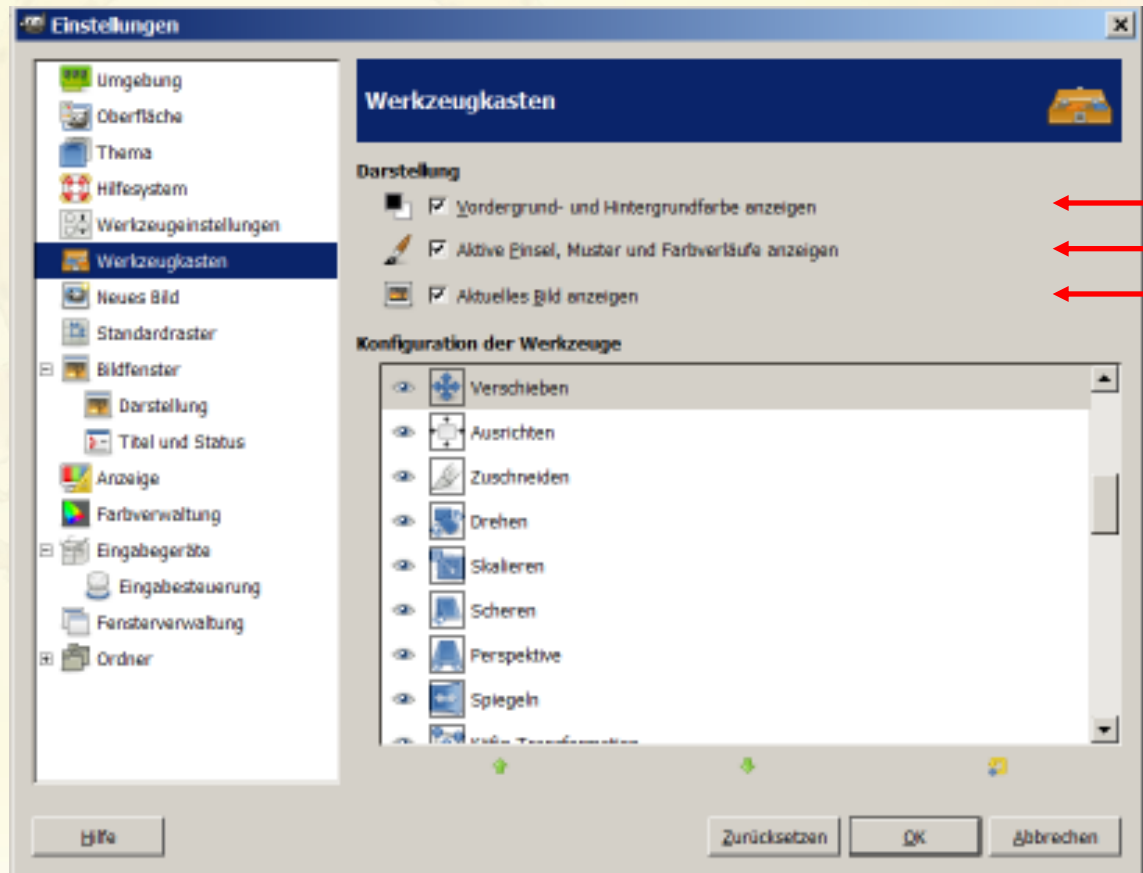 Einstellungen
Umgebung
Oberfläche
Thema
Hilfesystem
Werkzeugeinstellungen
Werkzeugkasten
Neues Bild
Standardraster
Bildfenster
Darstellung
Titel und Status
Anzeige
Farbverwaltung
Eingabegeräte
Eingabesteuerung
Fensterverwaltung
Ordner
Werkzeugkasten
Darstellung
Vordergrund- und Hintergrundfarbe anzeigen
Aktive Pinsel, Muster und Farbverläufe anzeigen
Aktuelles Bild anzeigen
Konfiguration der Werkzeuge
Verschieben
Ausrichten
Zuschneiden
Drehen
Skalieren
Scheren
Perspektive
Spiegeln
Käfig-Transformation
Hilfe
Zurücksetzen
OK
Abbrechen